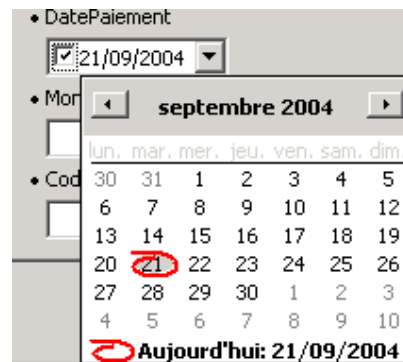 • DatePaiement
21/09/2004
• Mon
septembre 2004
lun. mar. mer. jeu. ven. sam. dim.
• Cod
30 31 1 2 3 4 5
6 7 8 9 10 11 12
13 14 15 16 17 18 19
20 21 22 23 24 25 26
27 28 29 30 1 2 3
4 5 6 7 8 9 10
Aujourd'hui: 21/09/2004